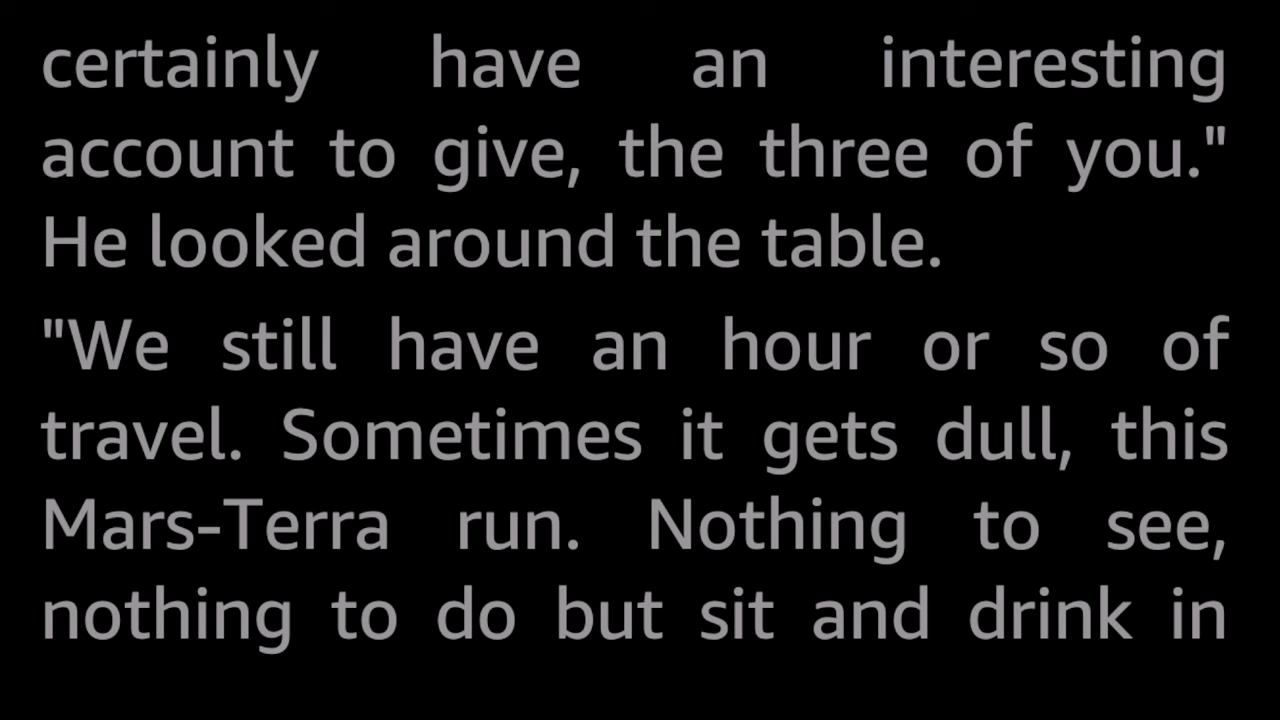 certainly have an interesting
account to give, the three of you."
He looked around the table.
"We still have an hour or so of
travel. Sometimes it gets dull, this
Mars-Terra run. Nothing to see,
nothing to do but sit and drink in